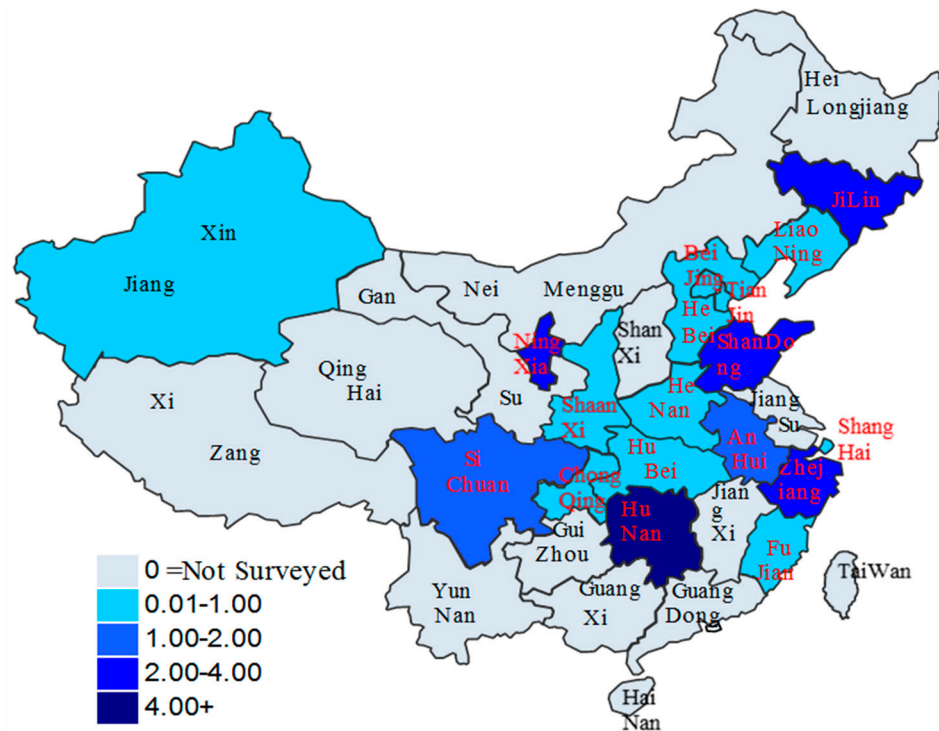 Hei
Longjiang
JiLin
Xin
Jiang
Liao
Ning
Bei
Jing
Tian
Jin
Gan
Nei
Menggu
He
Bei
Shan
Xi
Ning
Xia
ShanDo
ng
Qing
Hai
Xi
Zang
Su
Shaan
Xi
He
Nan
Jiang
Su
Shang
Hai
Si
Chuan
Chong
Qing
Hu
Bei
An
Hui
Zhej
iang
Jian
g
Xi
Hu
Nan
Gui
Zhou
Fu
Jian
TaiWan
Yun
Nan
Guang
Xi
Guang
Dong
Hai
Nan
0 =Not Surveyed
0.01-1.00
1.00-2.00
2.00-4.00
4.00+